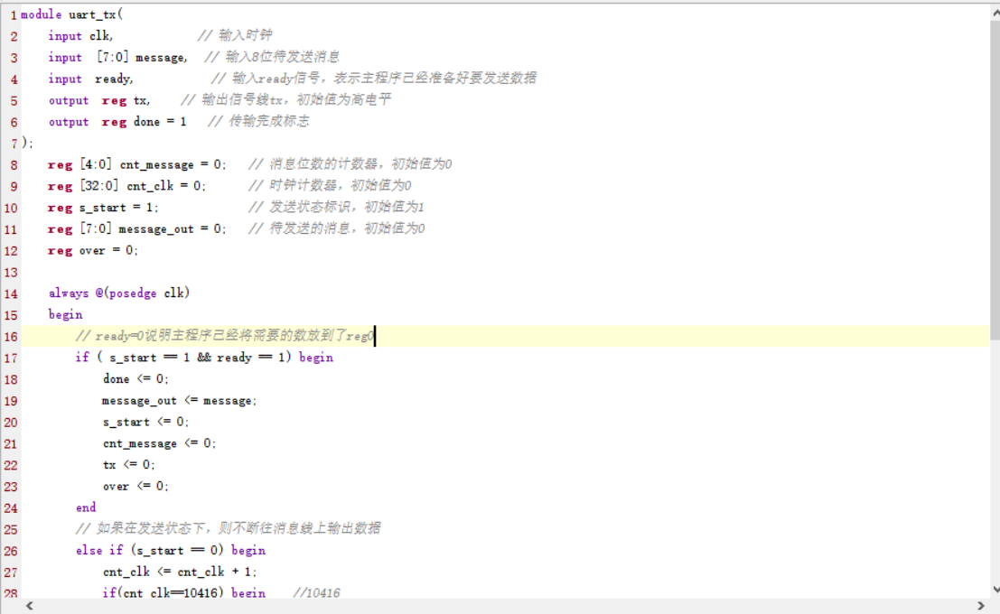 1 module uart_tx(
2 input clk, // 输入时钟
3 input [7:0] message, // 输入8位待发送消息
4 input ready, // 输入ready信号，表示主程序已经准备好要发送数据
5 output reg tx, // 输出信号线tx，初始值为高电平
6 output reg done = 1 // 传输完成标志
7 );
8 reg [4:0] cnt_message = 0; // 消息位数的计数器，初始值为0
9 reg [32:0] cnt_clk = 0; // 时钟计数器，初始值为0
10 reg s_start = 1; // 发送状态标识，初始值为1
11 reg [7:0] message_out = 0; // 待发送的消息，初始值为0
12 reg over = 0;
13
14 always @(posedge clk)
15 begin
16 // ready=0说明主程序已经将需要的数放到了reg0
17 if ( s_start == 1 && ready == 1) begin
18 done <= 0;
19 message_out <= message;
20 s_start <= 0;
21 cnt_message <= 0;
22 tx <= 0;
23 over <= 0;
24 end
25 // 如果在发送状态下，则不断往消息线上输出数据
26 else if (s_start == 0) begin
27 cnt_clk <= cnt_clk + 1;
28 if(cnt_clk==10416) begin //10416